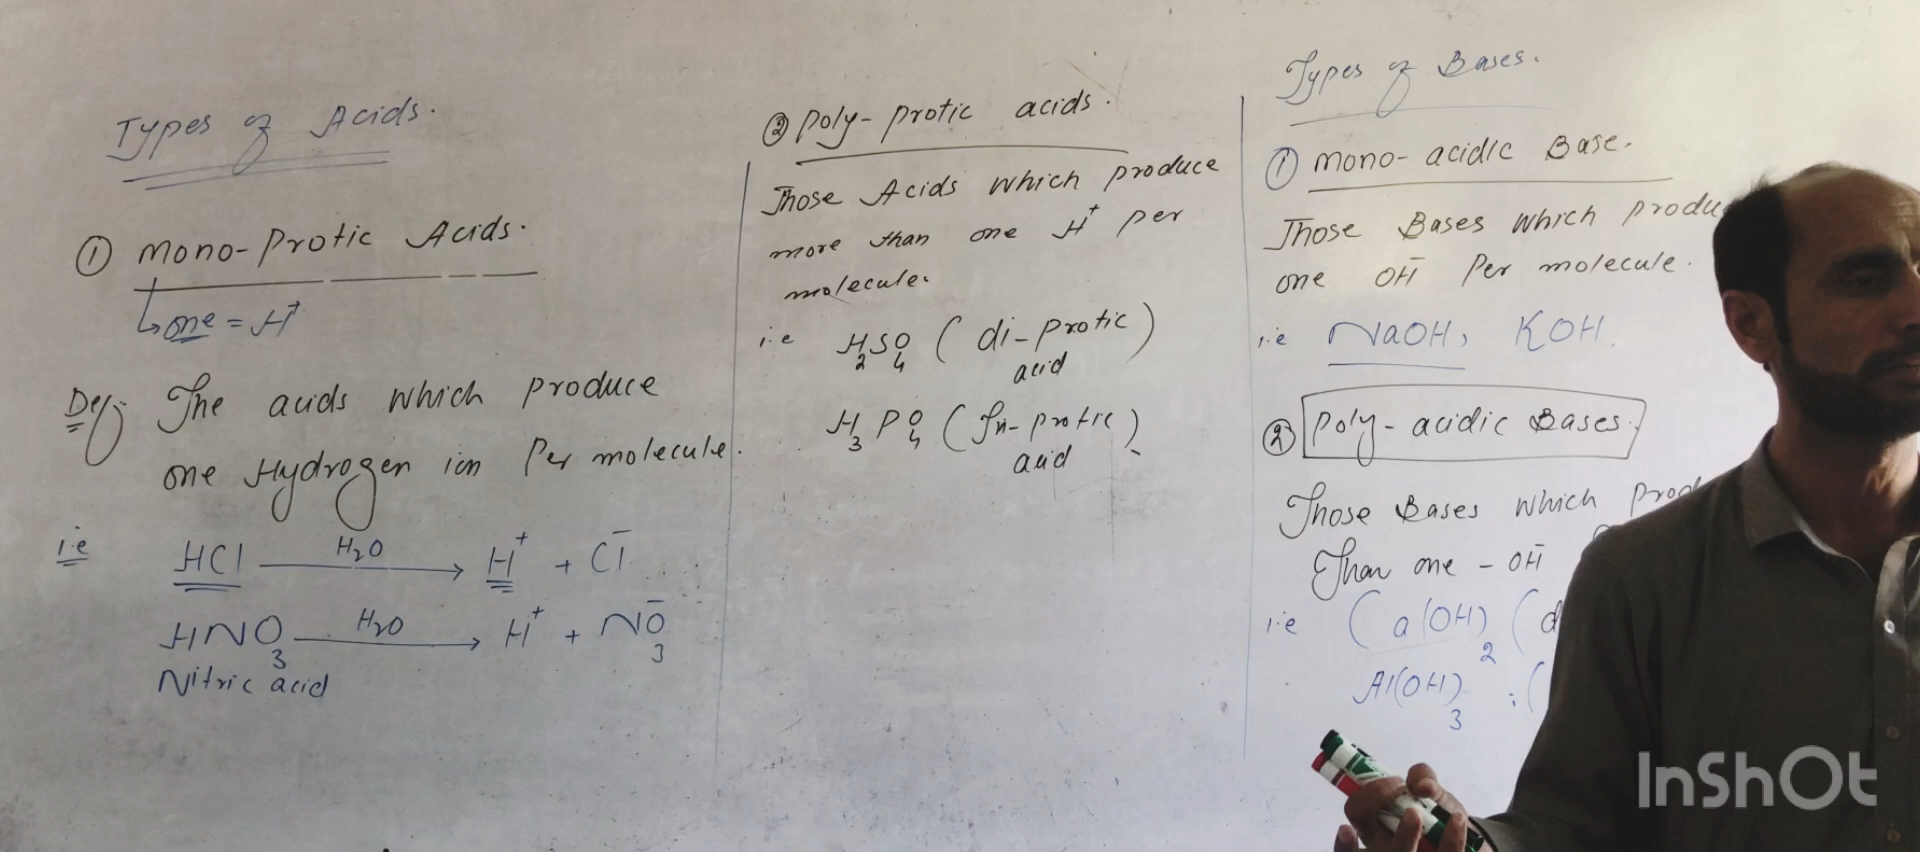 Types of Acids.
① Mono-Protic Acids.
↳ one = H⁺
Def:- The acids which produce
one Hydrogen ion Per molecule.
i.e HCl —H₂O→ H⁺ + Cl⁻
HNO₃ —H₂O→ H⁺ + NO₃⁻
Nitric acid
② Poly-Protic acids.
Those Acids which produce
more than one H⁺ per
molecule.
i.e H₂SO₄ (di-protic)
acid
H₃PO₄ (Tri-protic)
acid
Types of Bases.
① Mono-acidic Base.
Those Bases which produ
one OH⁻ Per molecule.
i.e NaOH, KOH.
② Poly-acidic Bases.
Those Bases which prod
Than one - OH⁻
i.e Ca(OH)₂ (d
Al(OH)₃ : (
InShOt